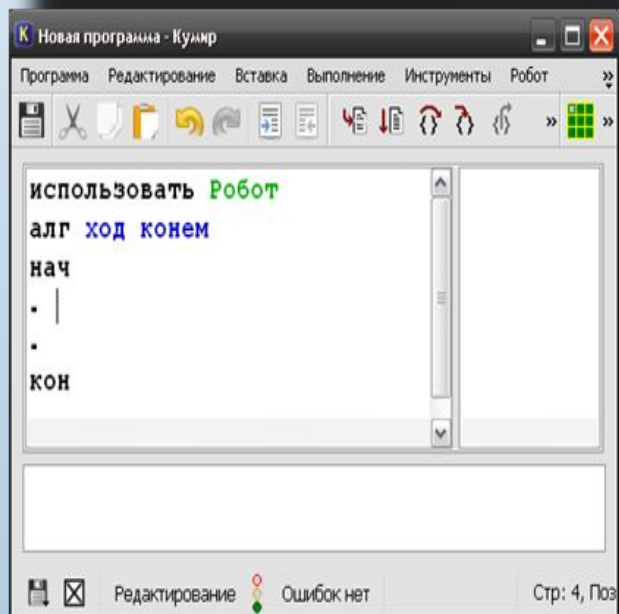 Новая программа - Кумир
Программа Редактирование Вставка Выполнение Инструменты Робот
использовать Робот
алг ход конем
нач
.
.
кон
Редактирование Ошибок нет Стр: 4, Поз